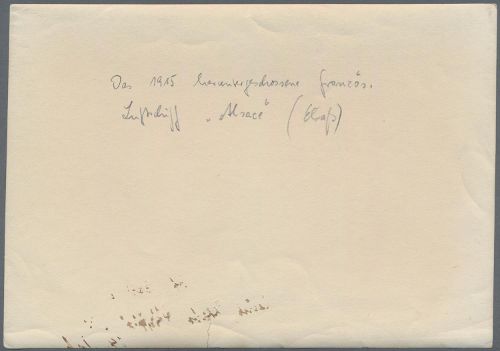 Das 1915 heruntergeschossene französ.
Luftschiff „Alsace" (Elsaß)